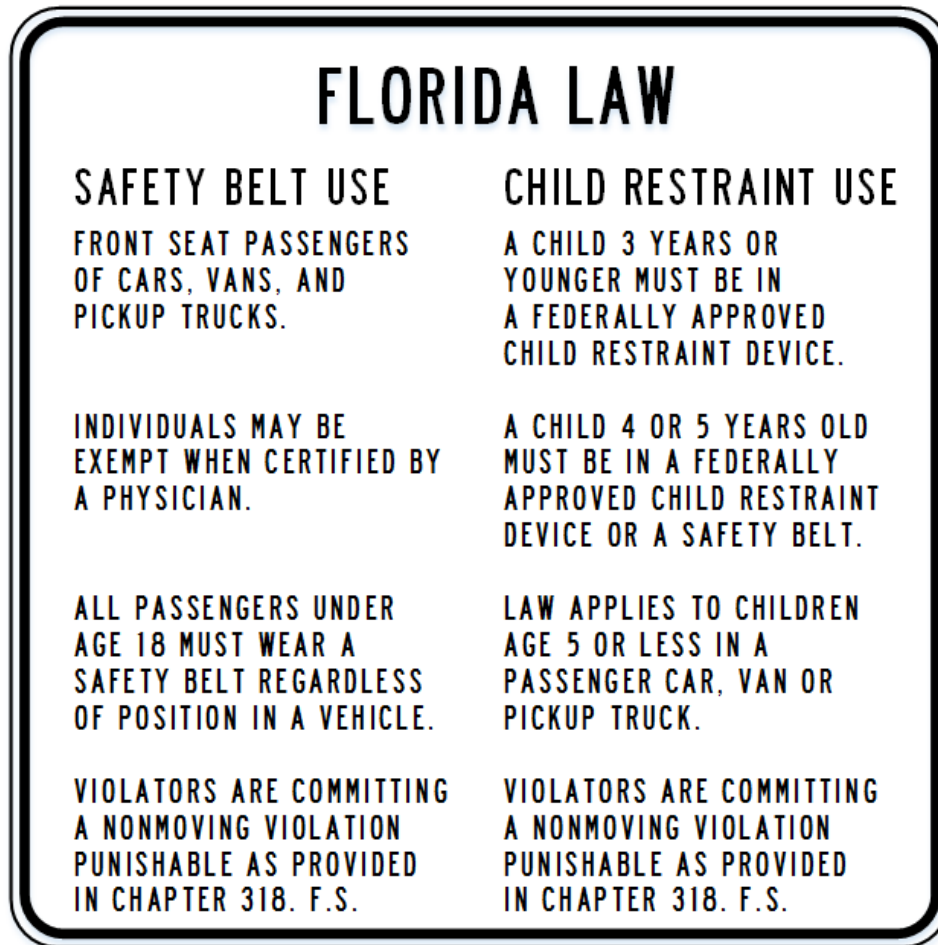 FLORIDA LAW
SAFETY BELT USE
FRONT SEAT PASSENGERS
OF CARS, VANS, AND
PICKUP TRUCKS.
INDIVIDUALS MAY BE
EXEMPT WHEN CERTIFIED BY
A PHYSICIAN.
ALL PASSENGERS UNDER
AGE 18 MUST WEAR A
SAFETY BELT REGARDLESS
OF POSITION IN A VEHICLE.
VIOLATORS ARE COMMITTING
A NONMOVING VIOLATION
PUNISHABLE AS PROVIDED
IN CHAPTER 318. F.S.
CHILD RESTRAINT USE
A CHILD 3 YEARS OR
YOUNGER MUST BE IN
A FEDERALLY APPROVED
CHILD RESTRAINT DEVICE.
A CHILD 4 OR 5 YEARS OLD
MUST BE IN A FEDERALLY
APPROVED CHILD RESTRAINT
DEVICE OR A SAFETY BELT.
LAW APPLIES TO CHILDREN
AGE 5 OR LESS IN A
PASSENGER CAR, VAN OR
PICKUP TRUCK.
VIOLATORS ARE COMMITTING
A NONMOVING VIOLATION
PUNISHABLE AS PROVIDED
IN CHAPTER 318. F.S.